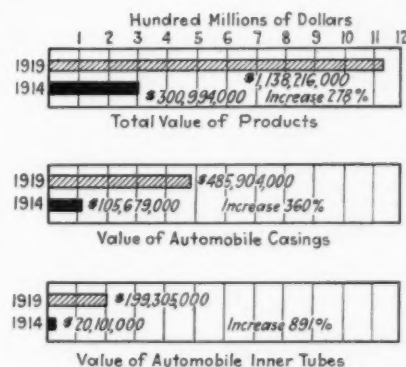 Hundred Millions of Dollars
1 2 3 4 5 6 7 8 9 10 11 12
1919
$1,138,216,000
1914
$300,994,000 Increase 278%
Total Value of Products
1919
$485,904,000
1914
$105,679,000 Increase 360%
Value of Automobile Casings
1919
$199,305,000
1914
$20,101,000 Increase 891%
Value of Automobile Inner Tubes